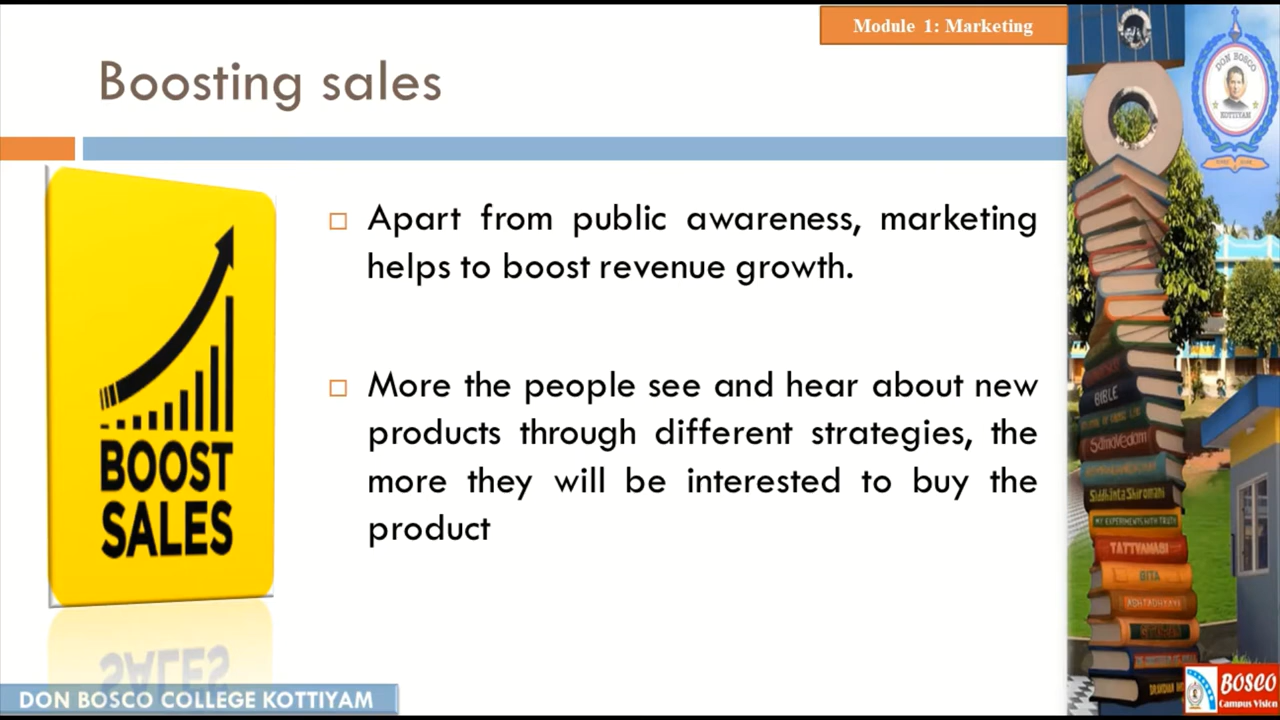 Module 1: Marketing
Boosting sales
Apart from public awareness, marketing
helps to boost revenue growth.
More the people see and hear about new
products through different strategies, the
more they will be interested to buy the
product
BOOST
SALES
SALES
DON BOSCO COLLEGE KOTTIYAM
DON BOSCO
KOTTIYAM
BIBLE
Samavedam
Siddhinta Shiromani
MY EXPERIMENTS WITH TRUTH
TATTVAMASI
GITA
BOSCO
Campus Vision